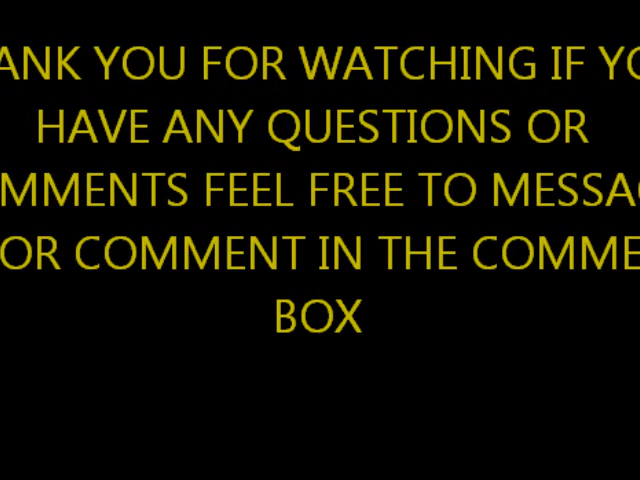 ANK YOU FOR WATCHING IF YO
HAVE ANY QUESTIONS OR
MMENTS FEEL FREE TO MESSA
OR COMMENT IN THE COMME
BOX